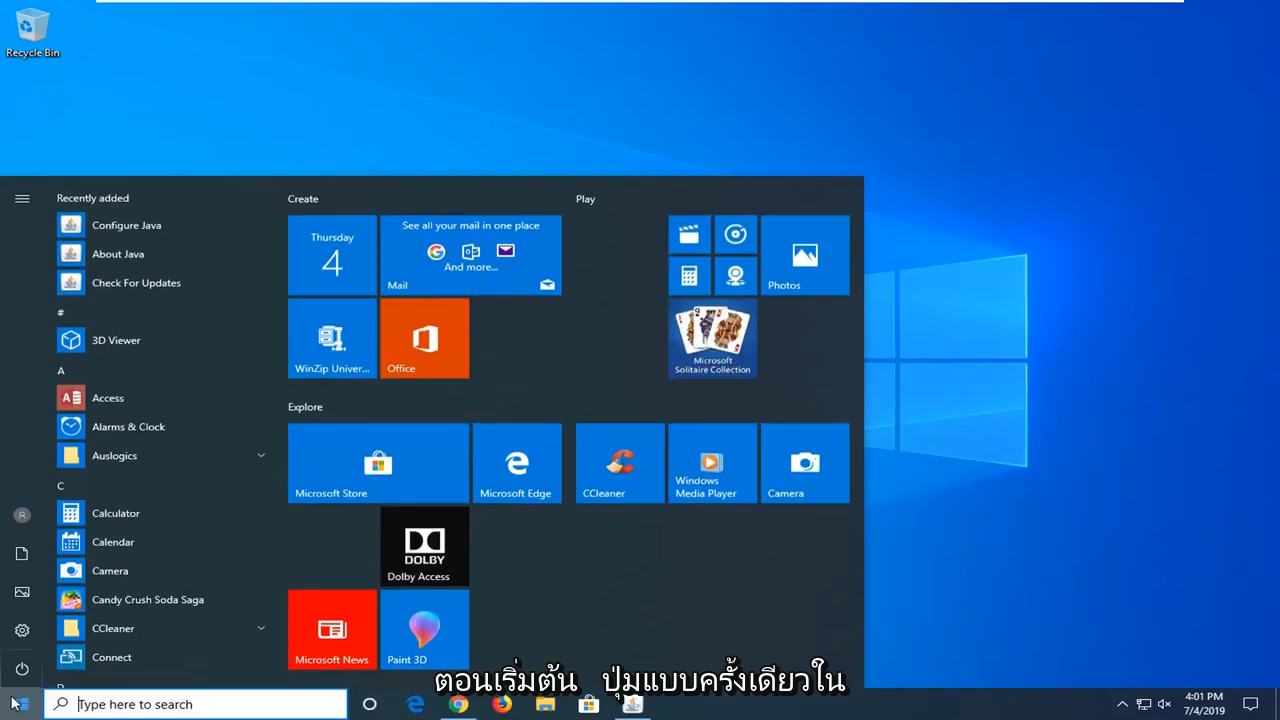 Recycle Bin
Recently added
Configure Java
About Java
Check For Updates
#
3D Viewer
A
Access
Alarms & Clock
Auslogics
C
Calculator
Calendar
Camera
Candy Crush Soda Saga
CCleaner
Connect
Create
Thursday
4
See all your mail in one place
And more...
Mail
WinZip Univer...
Office
Explore
Microsoft Store
Microsoft Edge
DOLBY
Dolby Access
Microsoft News
Paint 3D
Play
Photos
Microsoft
Solitaire Collection
CCleaner
Windows
Media Player
Camera
ตอนเริ่มต้น ปุ่มแบบครั้งเดียวใน
Type here to search
4:01 PM
7/4/2019